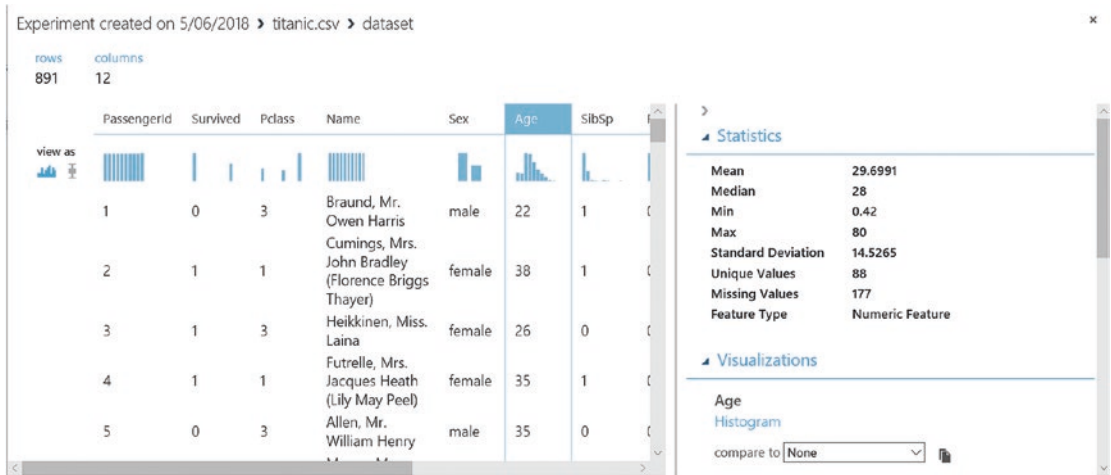 Experiment created on 5/06/2018 > titanic.csv > dataset
rows columns
891 12
PassengerId Survived Pclass Name Sex Age SibSp
view as
1 0 3 Braund, Mr. Owen Harris male 22 1
2 1 1 Cumings, Mrs. John Bradley (Florence Briggs Thayer) female 38 1
3 1 3 Heikkinen, Miss. Laina female 26 0
4 1 1 Futrelle, Mrs. Jacques Heath (Lily May Peel) female 35 1
5 0 3 Allen, Mr. William Henry male 35 0
Statistics
Mean 29.6991
Median 28
Min 0.42
Max 80
Standard Deviation 14.5265
Unique Values 88
Missing Values 177
Feature Type Numeric Feature
Visualizations
Age
Histogram
compare to None